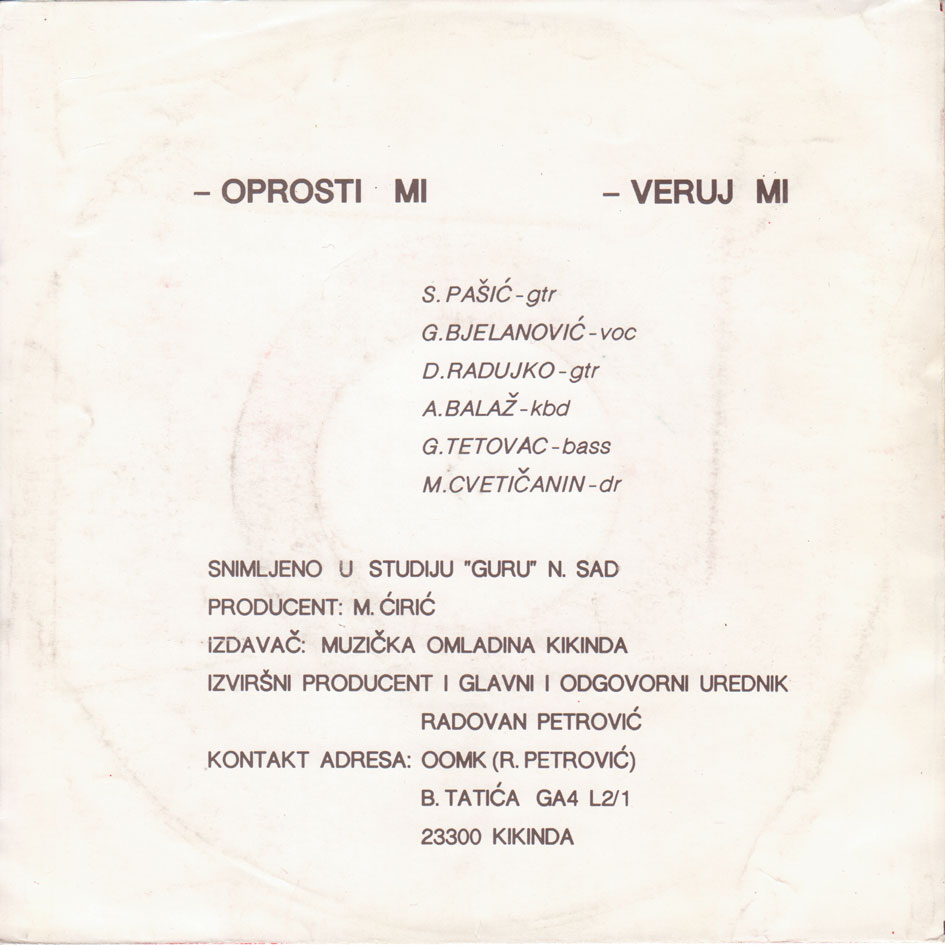 – OPROSTI MI – VERUJ MI
S. PAŠIĆ-gtr
G.BJELANOVIĆ-voc
D.RADUJKO-gtr
A.BALAŽ-kbd
G.TETOVAC-bass
M.CVETIČANIN-dr
SNIMLJENO U STUDIJU "GURU" N. SAD
PRODUCENT: M. ĆIRIĆ
IZDAVAČ: MUZIČKA OMLADINA KIKINDA
IZVIRŠNI PRODUCENT I GLAVNI I ODGOVORNI UREDNIK
RADOVAN PETROVIĆ
KONTAKT ADRESA: OOMK (R. PETROVIĆ)
B. TATIĆA GA4 L2/1
23300 KIKINDA